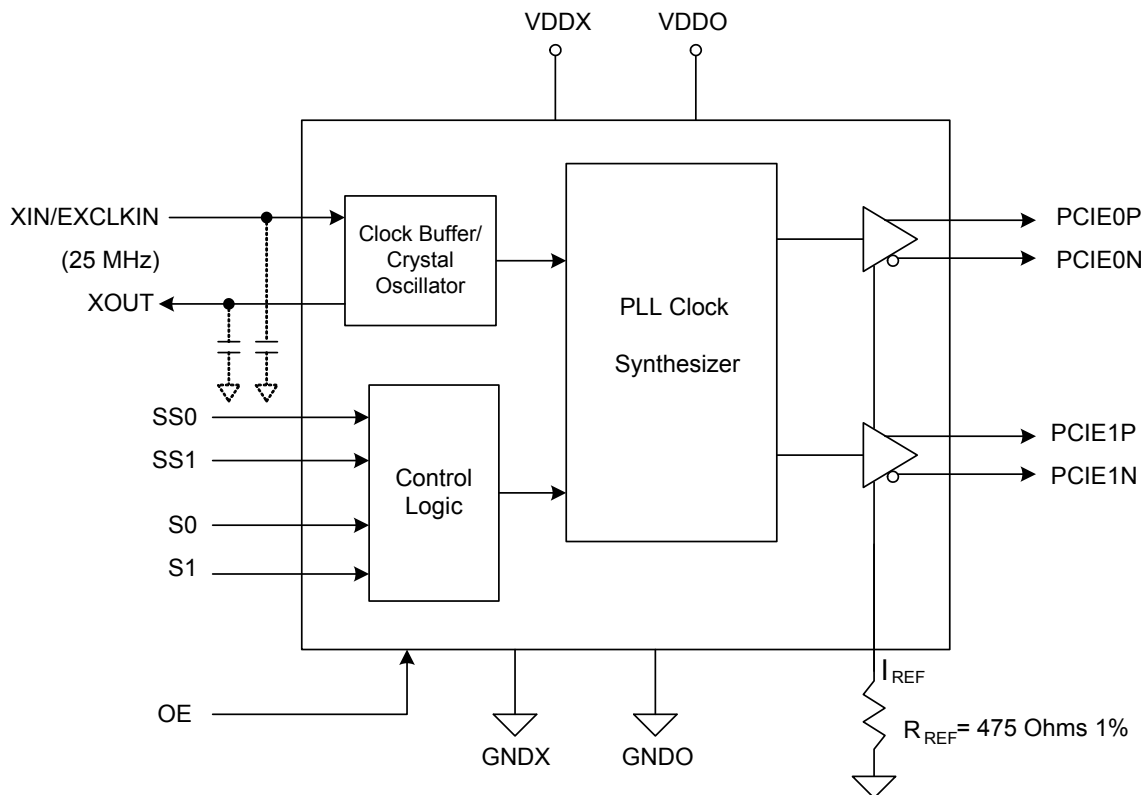 VDDX
VDDO
XIN/EXCLKIN
(25 MHz)
XOUT
Clock Buffer/
Crystal
Oscillator
PLL Clock
Synthesizer
PCIE0P
PCIE0N
SS0
SS1
S0
S1
Control
Logic
PCIE1P
PCIE1N
OE
GNDX
GNDO
IREF
RREF= 475 Ohms 1%